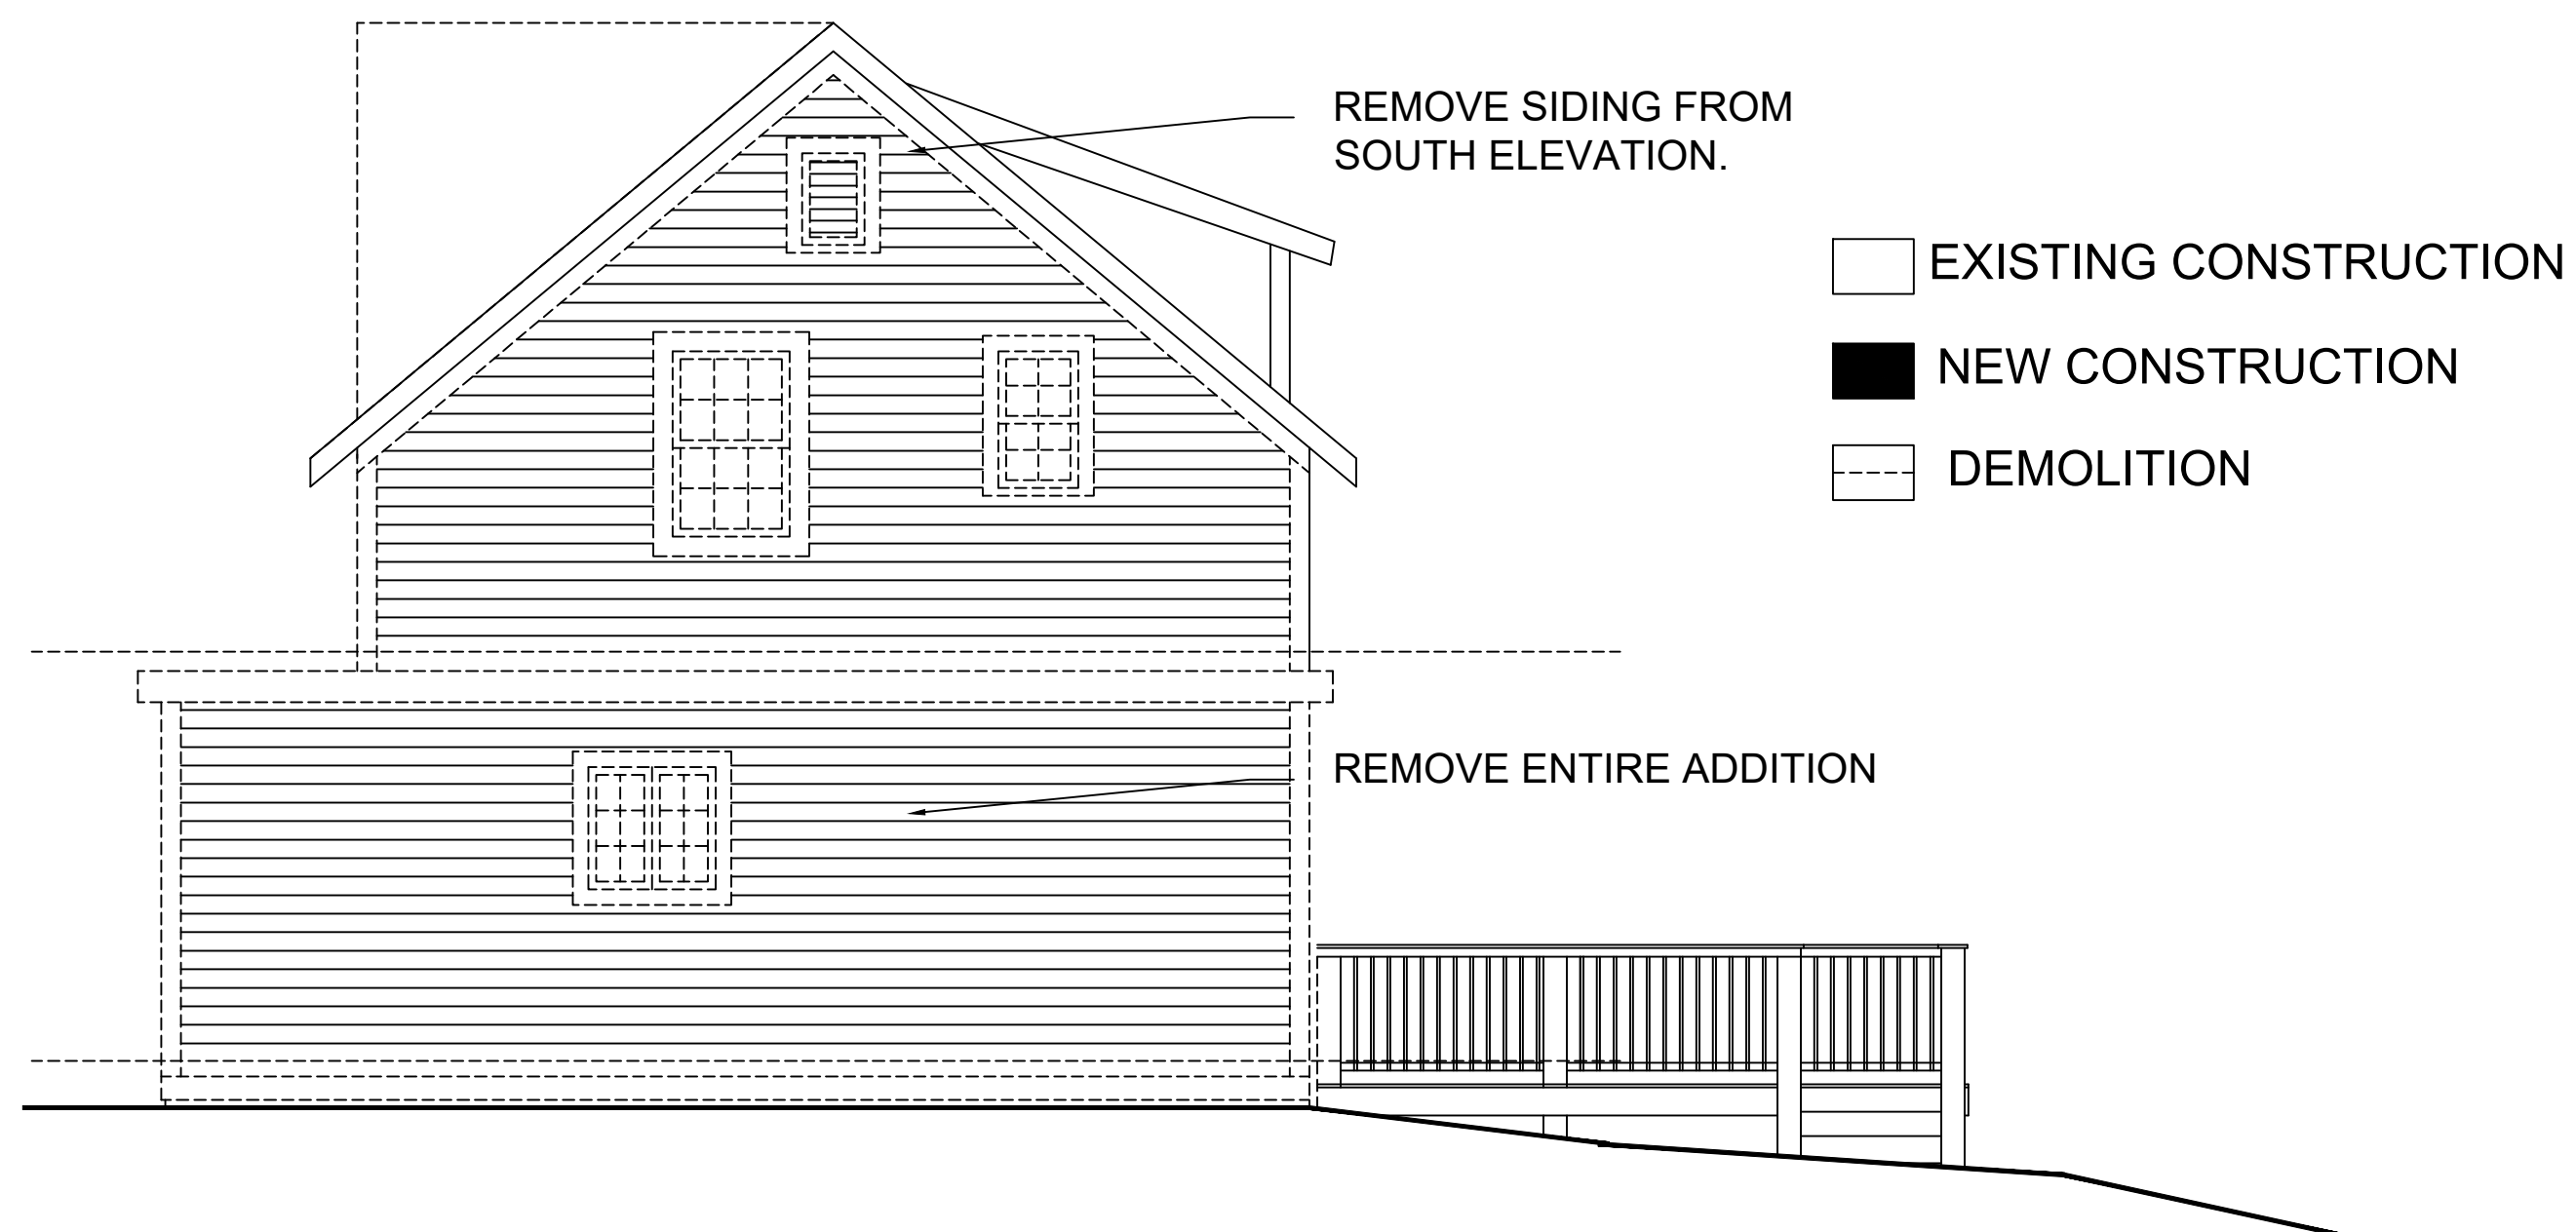 REMOVE SIDING FROM
SOUTH ELEVATION.
EXISTING CONSTRUCTION
NEW CONSTRUCTION
DEMOLITION
REMOVE ENTIRE ADDITION